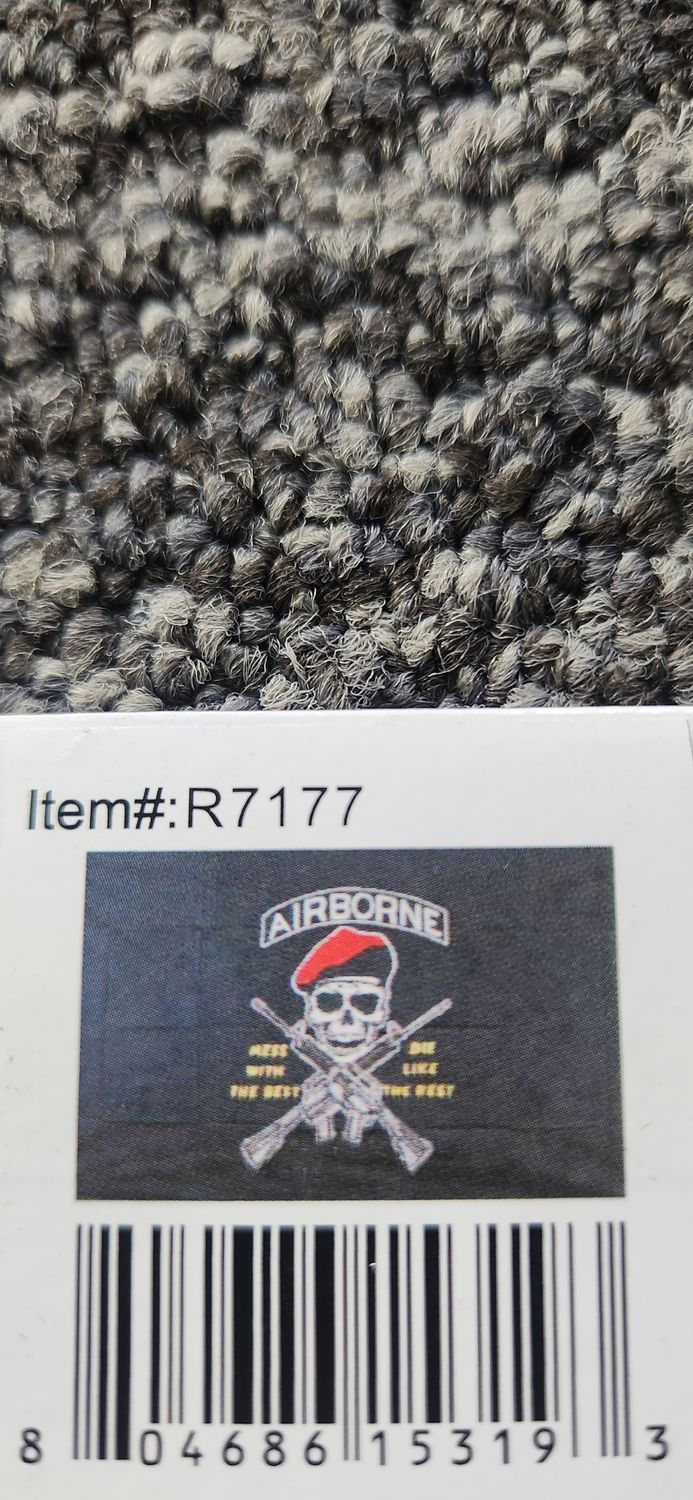 Item#:R7177
AIRBORNE
MESS
WITH
THE BEST
DIE
LIKE
THE REST
8 04686 15319 3